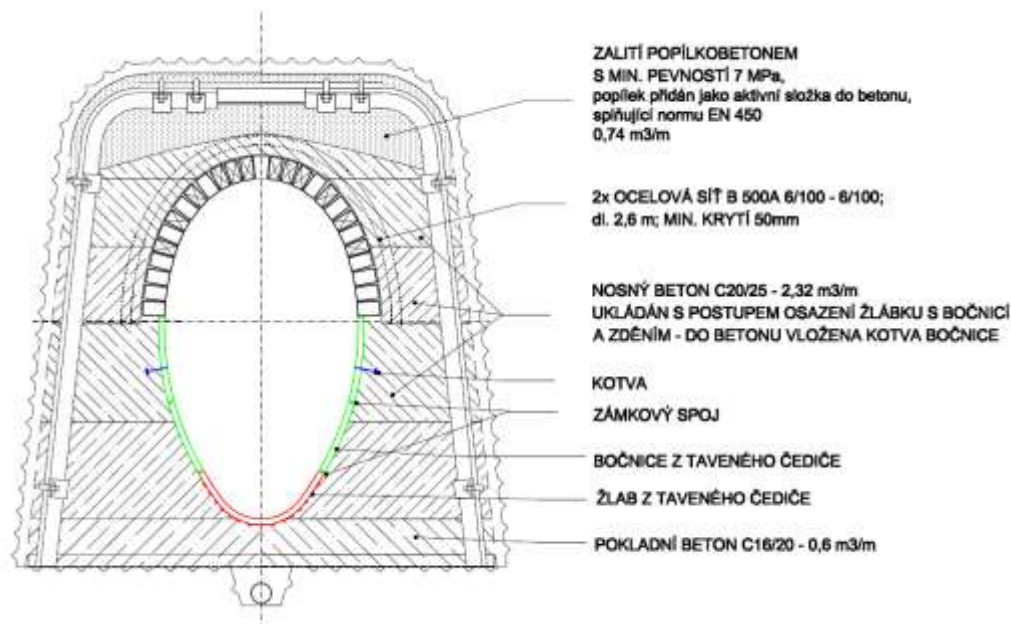 ZALITÍ POPÍLKOBETONEM
S MIN. PEVNOSTÍ 7 MPa,
popílek přidán jako aktivní složka do betonu,
splňující normu EN 450
0,74 m3/m
2x OCELOVÁ SÍŤ B 500A 6/100 - 6/100;
dl. 2,6 m; MIN. KRYTÍ 50mm
NOSNÝ BETON C20/25 - 2,32 m3/m
UKLÁDÁN S POSTUPEM OSAZENÍ ŽLÁBKU S BOČNICÍ
A ZDĚNÍM - DO BETONU VLOŽENA KOTVA BOČNICE
KOTVA
ZÁMKOVÝ SPOJ
BOČNICE Z TAVENÉHO ČEDIČE
ŽLAB Z TAVENÉHO ČEDIČE
POKLADNÍ BETON C16/20 - 0,6 m3/m